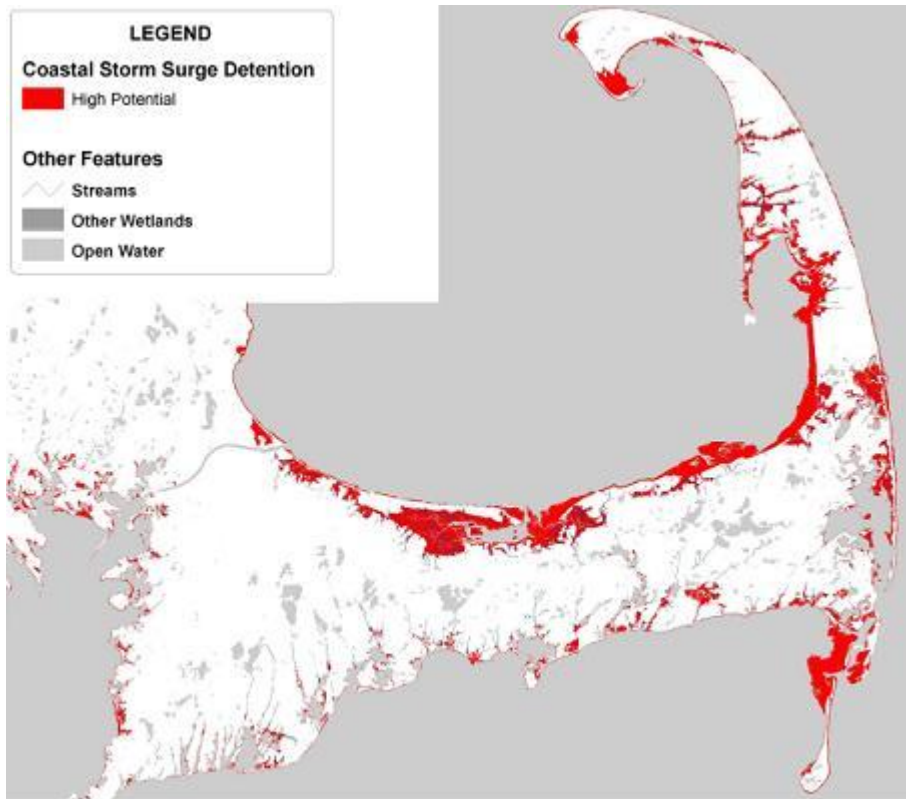 LEGEND
Coastal Storm Surge Detention
High Potential
Other Features
Streams
Other Wetlands
Open Water